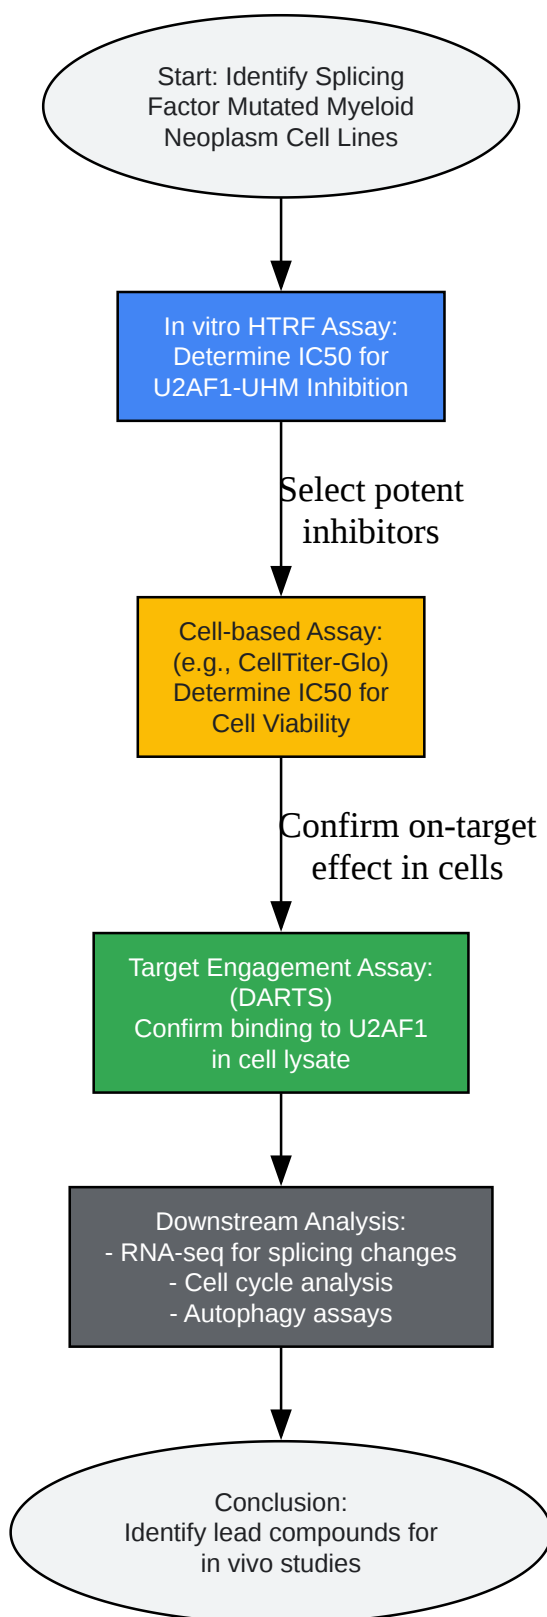 Start: Identify Splicing
Factor Mutated Myeloid
Neoplasm Cell Lines
In vitro HTRF Assay:
Determine IC50 for
U2AF1-UHM Inhibition
Select potent
inhibitors
Cell-based Assay:
(e.g., CellTiter-Glo)
Determine IC50 for
Cell Viability
Confirm on-target
effect in cells
Target Engagement Assay:
(DARTS)
Confirm binding to U2AF1
in cell lysate
Downstream Analysis:
- RNA-seq for splicing changes
- Cell cycle analysis
- Autophagy assays
Conclusion:
Identify lead compounds for
in vivo studies